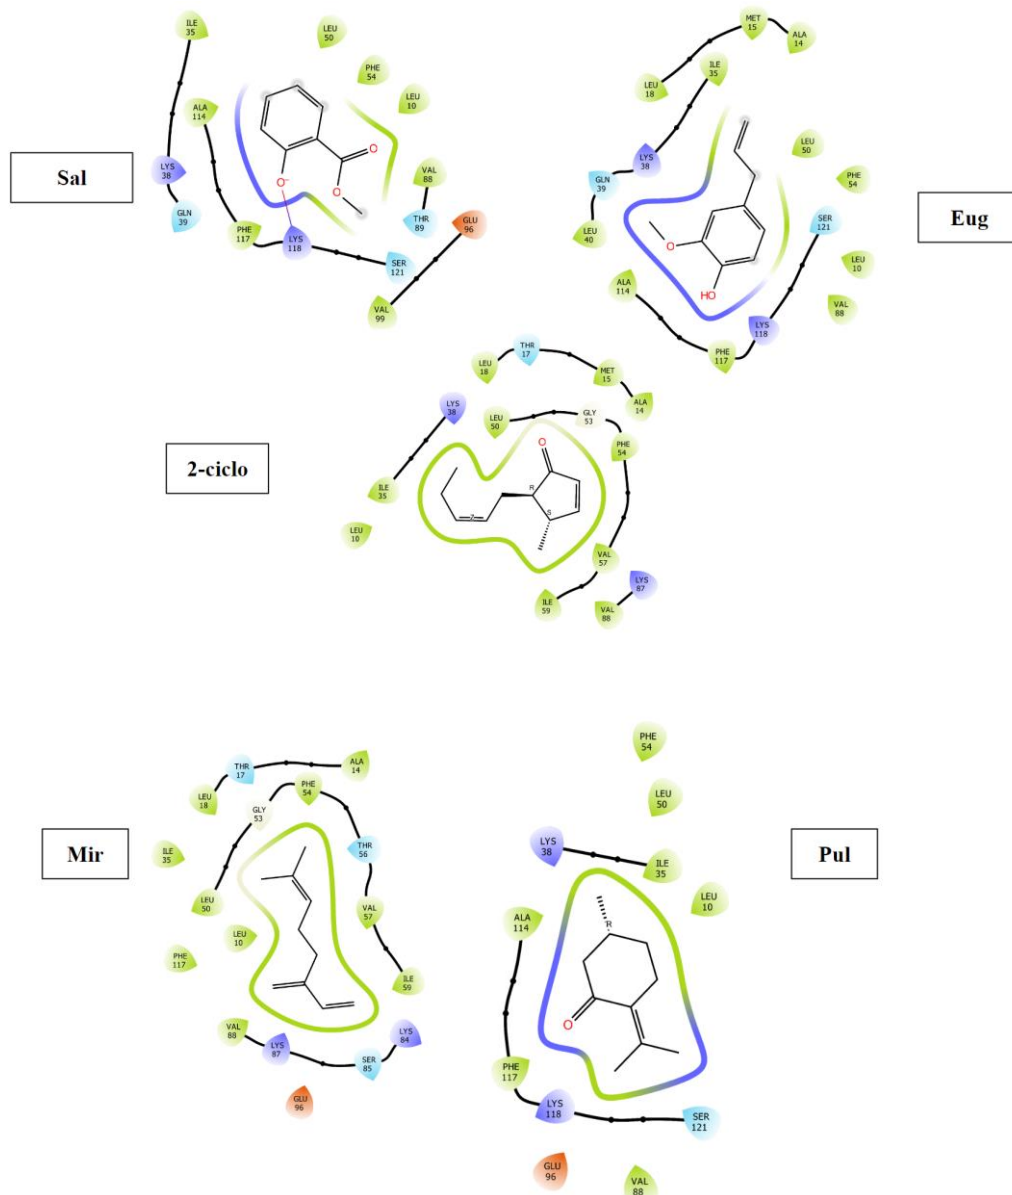 ILE
35
LEU
50
PHE
54
LEU
10
ALA
114
O
Sal
LYS
38
O-
O
VAL
88
GLN
39
PHE
117
LYS
118
THR
89
GLU
96
SER
121
VAL
99
MET
15
ALA
14
ILE
35
LEU
18
LEU
50
LYS
38
GLN
39
PHE
54
SER
121
Eug
LEU
40
O
LEU
10
ALA
114
HO
VAL
88
LYS
118
PHE
117
THR
17
LEU
18
MET
15
ALA
14
LYS
38
LEU
50
GLY
53
PHE
54
O
2-ciclo
R
ILE
35
Z
S
LEU
10
VAL
57
LYS
87
ILE
59
VAL
88
ALA
14
THR
17
PHE
54
LEU
18
GLY
53
Mir
ILE
35
THR
56
LEU
50
VAL
57
LEU
10
PHE
117
ILE
59
VAL
88
LYS
87
LYS
84
SER
85
GLU
96
PHE
54
LEU
50
LYS
38
ILE
35
Pul
LEU
10
ALA
114
R
O
PHE
117
LYS
118
SER
121
GLU
96
VAL
88